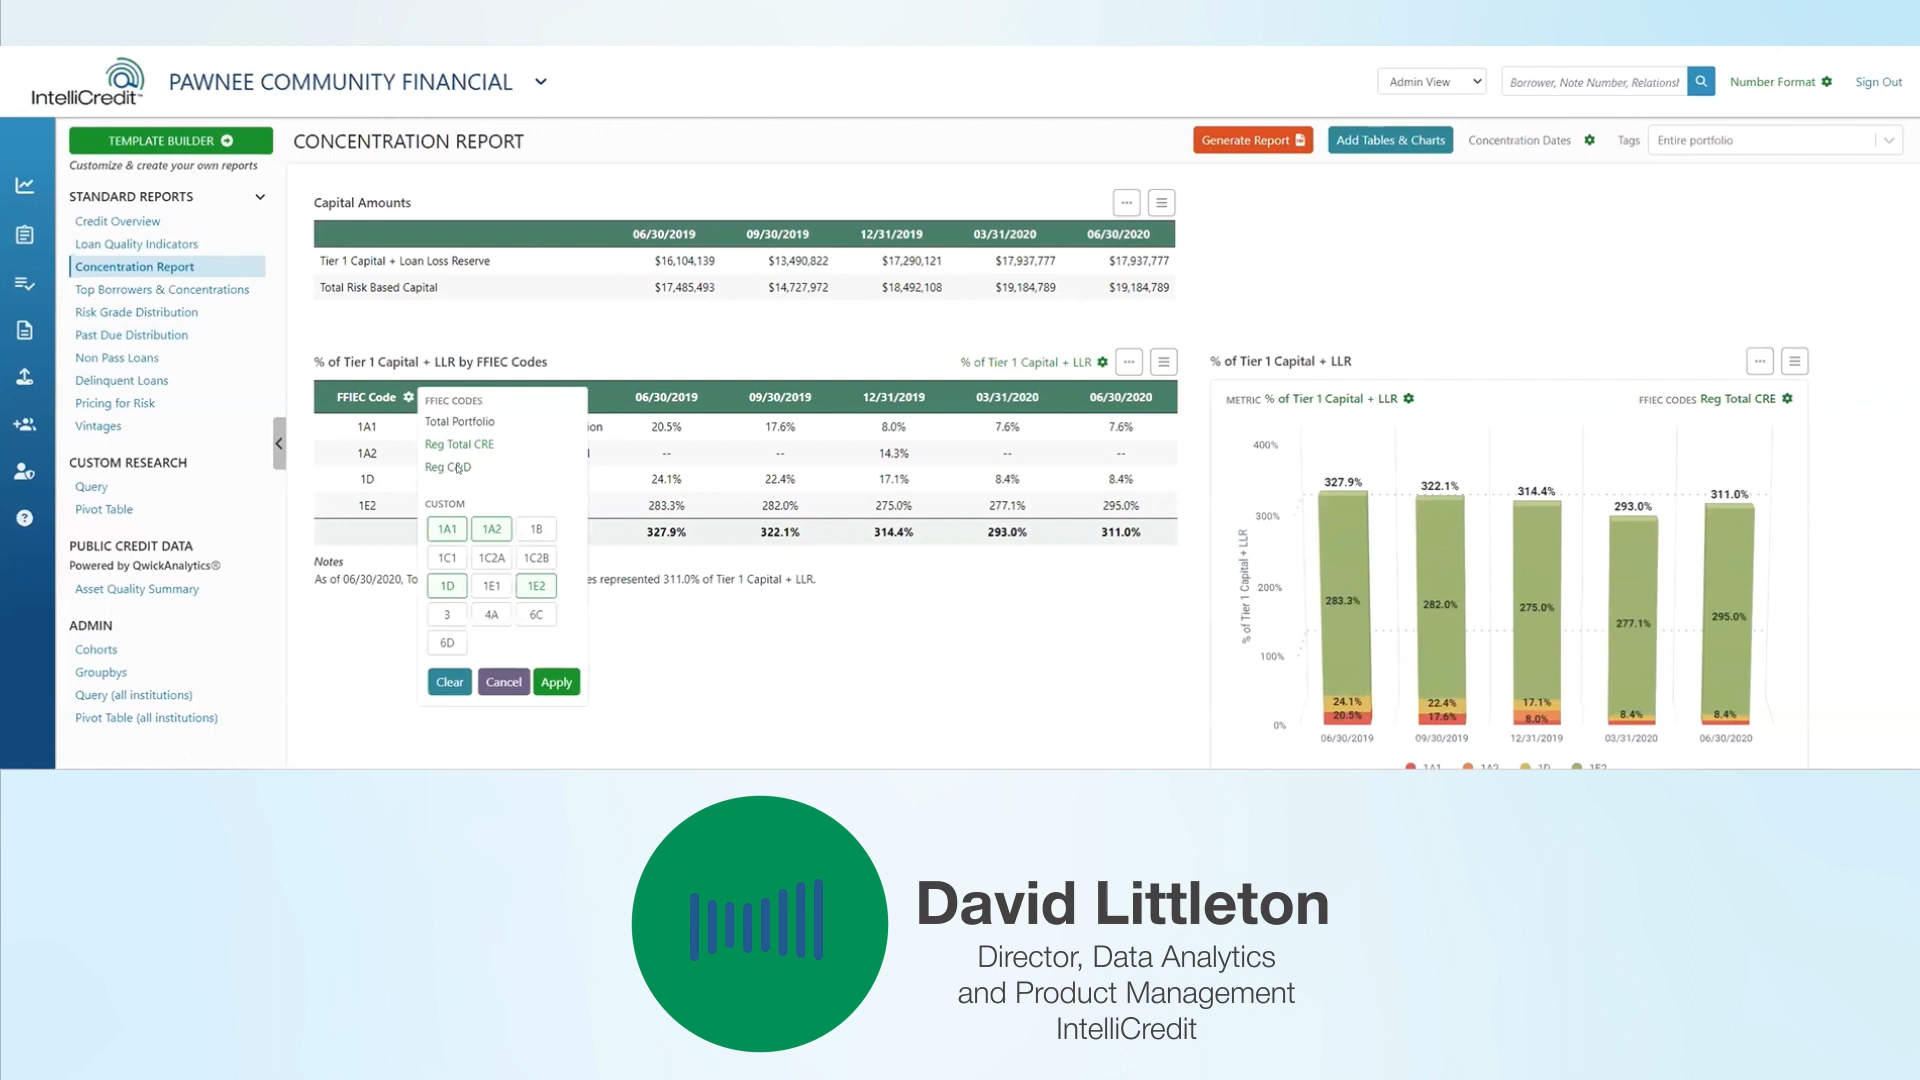 IntelliCredit
PAWNEE COMMUNITY FINANCIAL
Admin View
Borrower, Note Number, Relationsh
Number Format
Sign Out
TEMPLATE BUILDER
Customize & create your own reports
STANDARD REPORTS
Credit Overview
Loan Quality Indicators
Concentration Report
Top Borrowers & Concentrations
Risk Grade Distribution
Past Due Distribution
Non Pass Loans
Delinquent Loans
Pricing for Risk
Vintages
CUSTOM RESEARCH
Query
Pivot Table
PUBLIC CREDIT DATA
Powered by QwickAnalytics®
Asset Quality Summary
ADMIN
Cohorts
Groupbys
Query (all institutions)
Pivot Table (all institutions)
CONCENTRATION REPORT
Generate Report
Add Tables & Charts
Concentration Dates
Tags
Entire portfolio
Capital Amounts
06/30/2019 09/30/2019 12/31/2019 03/31/2020 06/30/2020
Tier 1 Capital + Loan Loss Reserve $16,104,139 $13,490,822 $17,290,121 $17,937,777 $17,937,777
Total Risk Based Capital $17,485,493 $14,727,972 $18,492,108 $19,184,789 $19,184,789
% of Tier 1 Capital + LLR by FFIEC Codes
% of Tier 1 Capital + LLR
FFIEC Code 06/30/2019 09/30/2019 12/31/2019 03/31/2020 06/30/2020
1A1 ion 20.5% 17.6% 8.0% 7.6% 7.6%
1A2 -- -- 14.3% -- --
1D 24.1% 22.4% 17.1% 8.4% 8.4%
1E2 283.3% 282.0% 275.0% 277.1% 295.0%
327.9% 322.1% 314.4% 293.0% 311.0%
Notes
As of 06/30/2020, To es represented 311.0% of Tier 1 Capital + LLR.
FFIEC CODES
Total Portfolio
Reg Total CRE
Reg C&D
CUSTOM
1A1 1A2 1B
1C1 1C2A 1C2B
1D 1E1 1E2
3 4A 6C
6D
Clear Cancel Apply
% of Tier 1 Capital + LLR
METRIC % of Tier 1 Capital + LLR
FFIEC CODES Reg Total CRE
% of Tier 1 Capital + LLR
400%
300%
200%
100%
0%
327.9% 322.1% 314.4% 293.0% 311.0%
283.3% 282.0% 275.0% 277.1% 295.0%
24.1% 22.4% 17.1% 8.4% 8.4%
20.5% 17.6% 8.0%
06/30/2019 09/30/2019 12/31/2019 03/31/2020 06/30/2020
1A1 1A2 1D 1E2
David Littleton
Director, Data Analytics
and Product Management
IntelliCredit